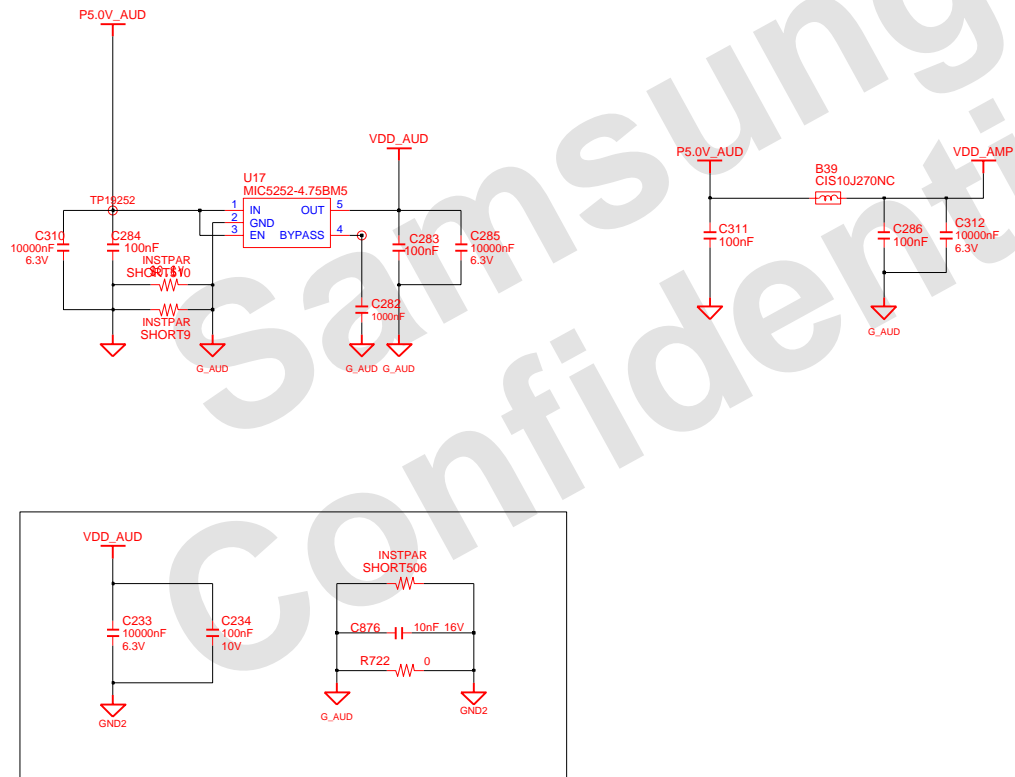 P5.0V_AUD
VDD_AUD
P5.0V_AUD
VDD_AMP
B39
CIS10J270NC
U17
MIC5252-4.75BM5
TP19252
1 IN OUT 5
2 GND
3 EN BYPASS 4
C310
10000nF
6.3V
C284
100nF
INSTPAR
SHORT510
INSTPAR
SHORT9
C283
100nF
C285
10000nF
6.3V
C282
1000nF
G_AUD
G_AUD
G_AUD
C311
100nF
C286
100nF
C312
10000nF
6.3V
G_AUD
VDD_AUD
C233
10000nF
6.3V
C234
100nF
10V
GND2
INSTPAR
SHORT506
C876 10nF 16V
R722 0
G_AUD
GND2
Samsung
Confidenti